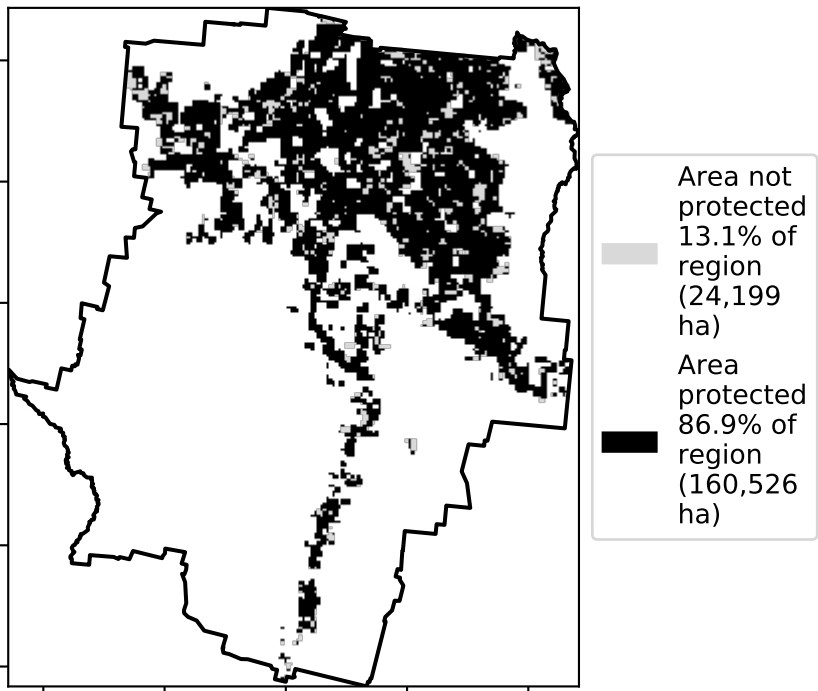 Area not
protected
13.1% of
region
(24,199
ha)
Area
protected
86.9% of
region
(160,526
ha)